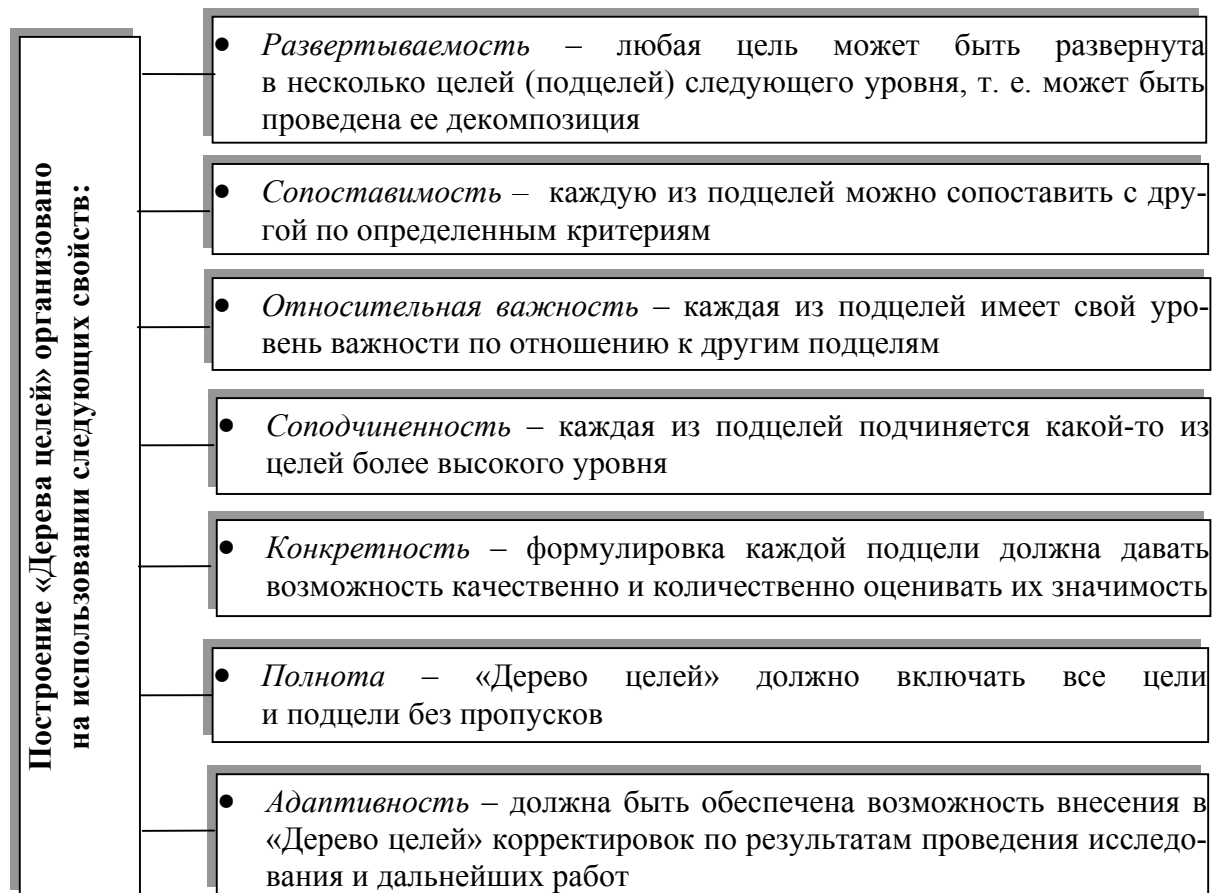 Построение «Дерева целей» организовано
на использовании следующих свойств:
• Развертываемость – любая цель может быть развернута
в несколько целей (подцелей) следующего уровня, т. е. может быть
проведена ее декомпозиция
• Сопоставимость – каждую из подцелей можно сопоставить с дру-
гой по определенным критериям
• Относительная важность – каждая из подцелей имеет свой уро-
вень важности по отношению к другим подцелям
• Соподчиненность – каждая из подцелей подчиняется какой-то из
целей более высокого уровня
• Конкретность – формулировка каждой подцели должна давать
возможность качественно и количественно оценивать их значимость
• Полнота – «Дерево целей» должно включать все цели
и подцели без пропусков
• Адаптивность – должна быть обеспечена возможность внесения в
«Дерево целей» корректировок по результатам проведения исследо-
вания и дальнейших работ